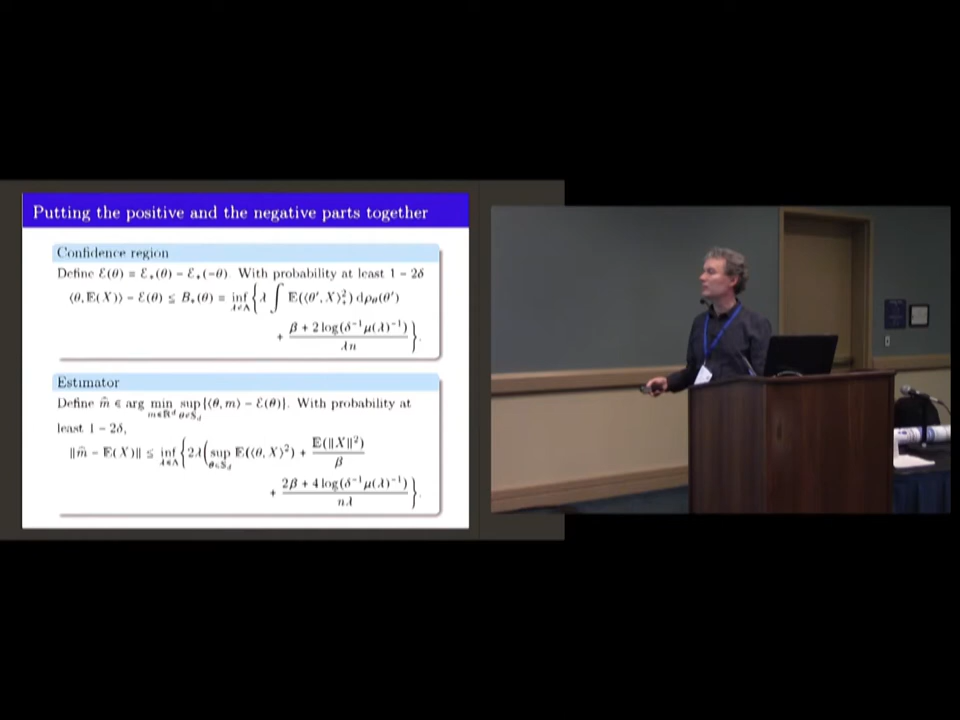 Putting the positive and the negative parts together
Confidence region
Define ℰ(θ) = ℰ₊(θ) − ℰ₊(−θ). With probability at least 1 − 2δ
⟨θ, 𝔼(X)⟩ − ℰ(θ) ≤ B₊(θ) = inf_{λ∈Λ} { λ ∫ 𝔼(⟨θ′, X⟩₊²) dρ_θ(θ′)
+ (β + 2 log(δ⁻¹μ(λ)⁻¹)) / (λn) }.
Estimator
Define m̂ ∈ arg min_{m∈ℝ^d} sup_{θ∈𝕊_d} [⟨θ, m⟩ − ℰ(θ)]. With probability at
least 1 − 2δ,
‖m̂ − 𝔼(X)‖ ≤ inf_{λ∈Λ} { 2λ( sup_{θ∈𝕊_d} 𝔼(⟨θ, X⟩²) + 𝔼(‖X‖²) / β
+ (2β + 4 log(δ⁻¹μ(λ)⁻¹)) / (nλ) }.